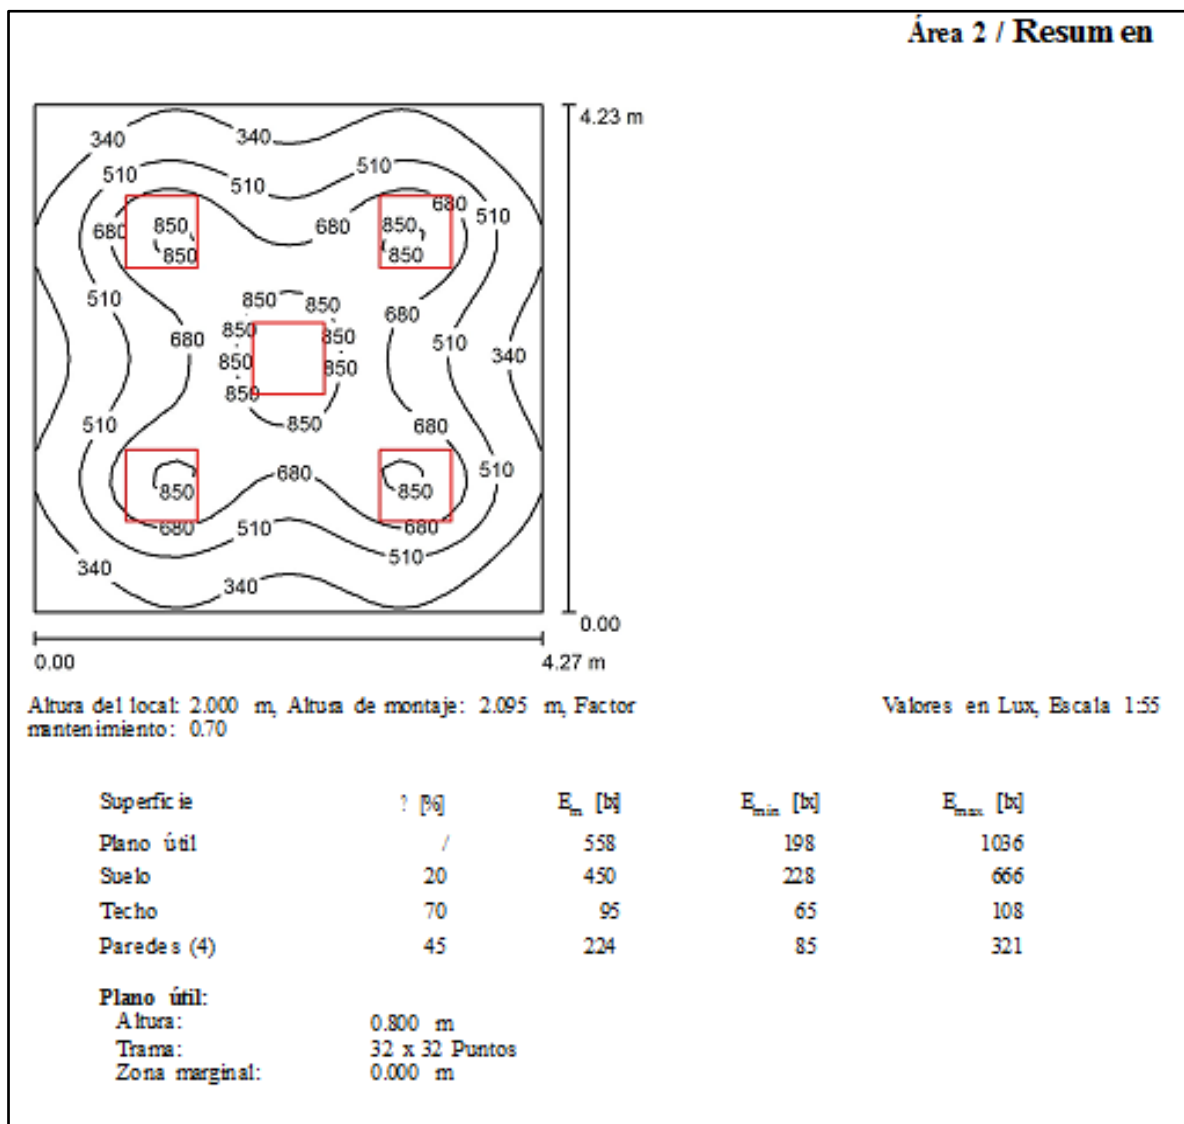 Área 2 / Resumen
340
340
510
510
510
680
510
680
680
850
850
850
850
4.23 m
510
510
340
680
680
850
850
850
850
850
850
850
850
850
510
510
680
680
850
850
680
680
510
510
340
340
0.00
0.00
4.27 m
Altura del local: 2.000 m, Altura de montaje: 2.095 m, Factor
mantenimiento: 0.70
Valores en Lux, Escala 1:55
Superficie ? [%] Em [lx] Emin [lx] Emax [lx]
Plano útil / 558 198 1036
Suelo 20 450 228 666
Techo 70 95 65 108
Paredes (4) 45 224 85 321
Plano útil:
Altura: 0.800 m
Trama: 32 x 32 Puntos
Zona marginal: 0.000 m